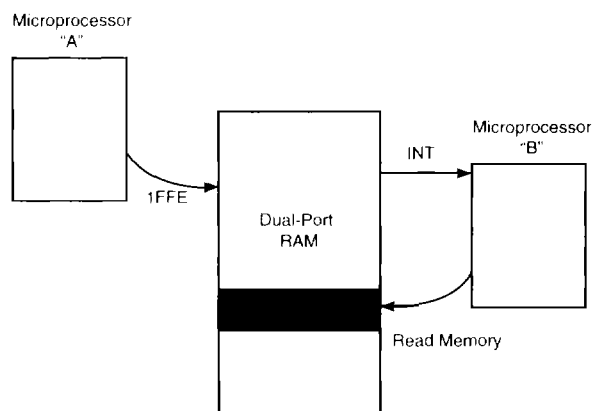 Microprocessor
"A"
Microprocessor
"B"
INT
1FFE
Dual-Port
RAM
Read Memory